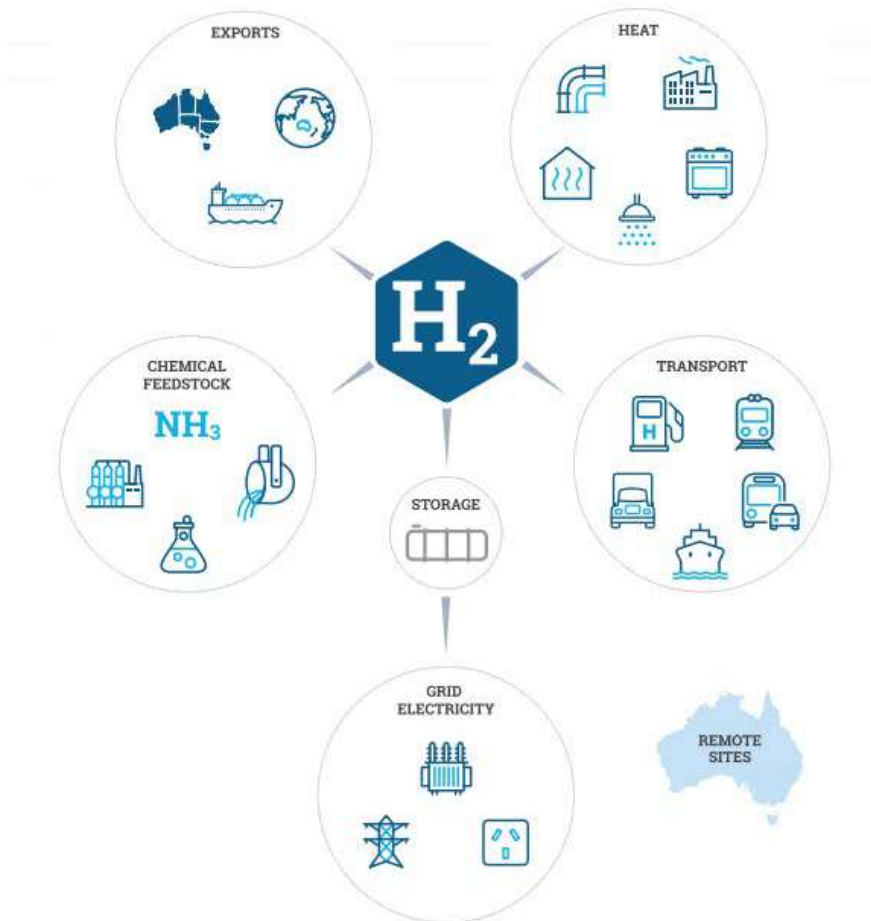 EXPORTS
HEAT
H₂
CHEMICAL
FEEDSTOCK
NH₃
TRANSPORT
H
STORAGE
GRID
ELECTRICITY
REMOTE
SITES